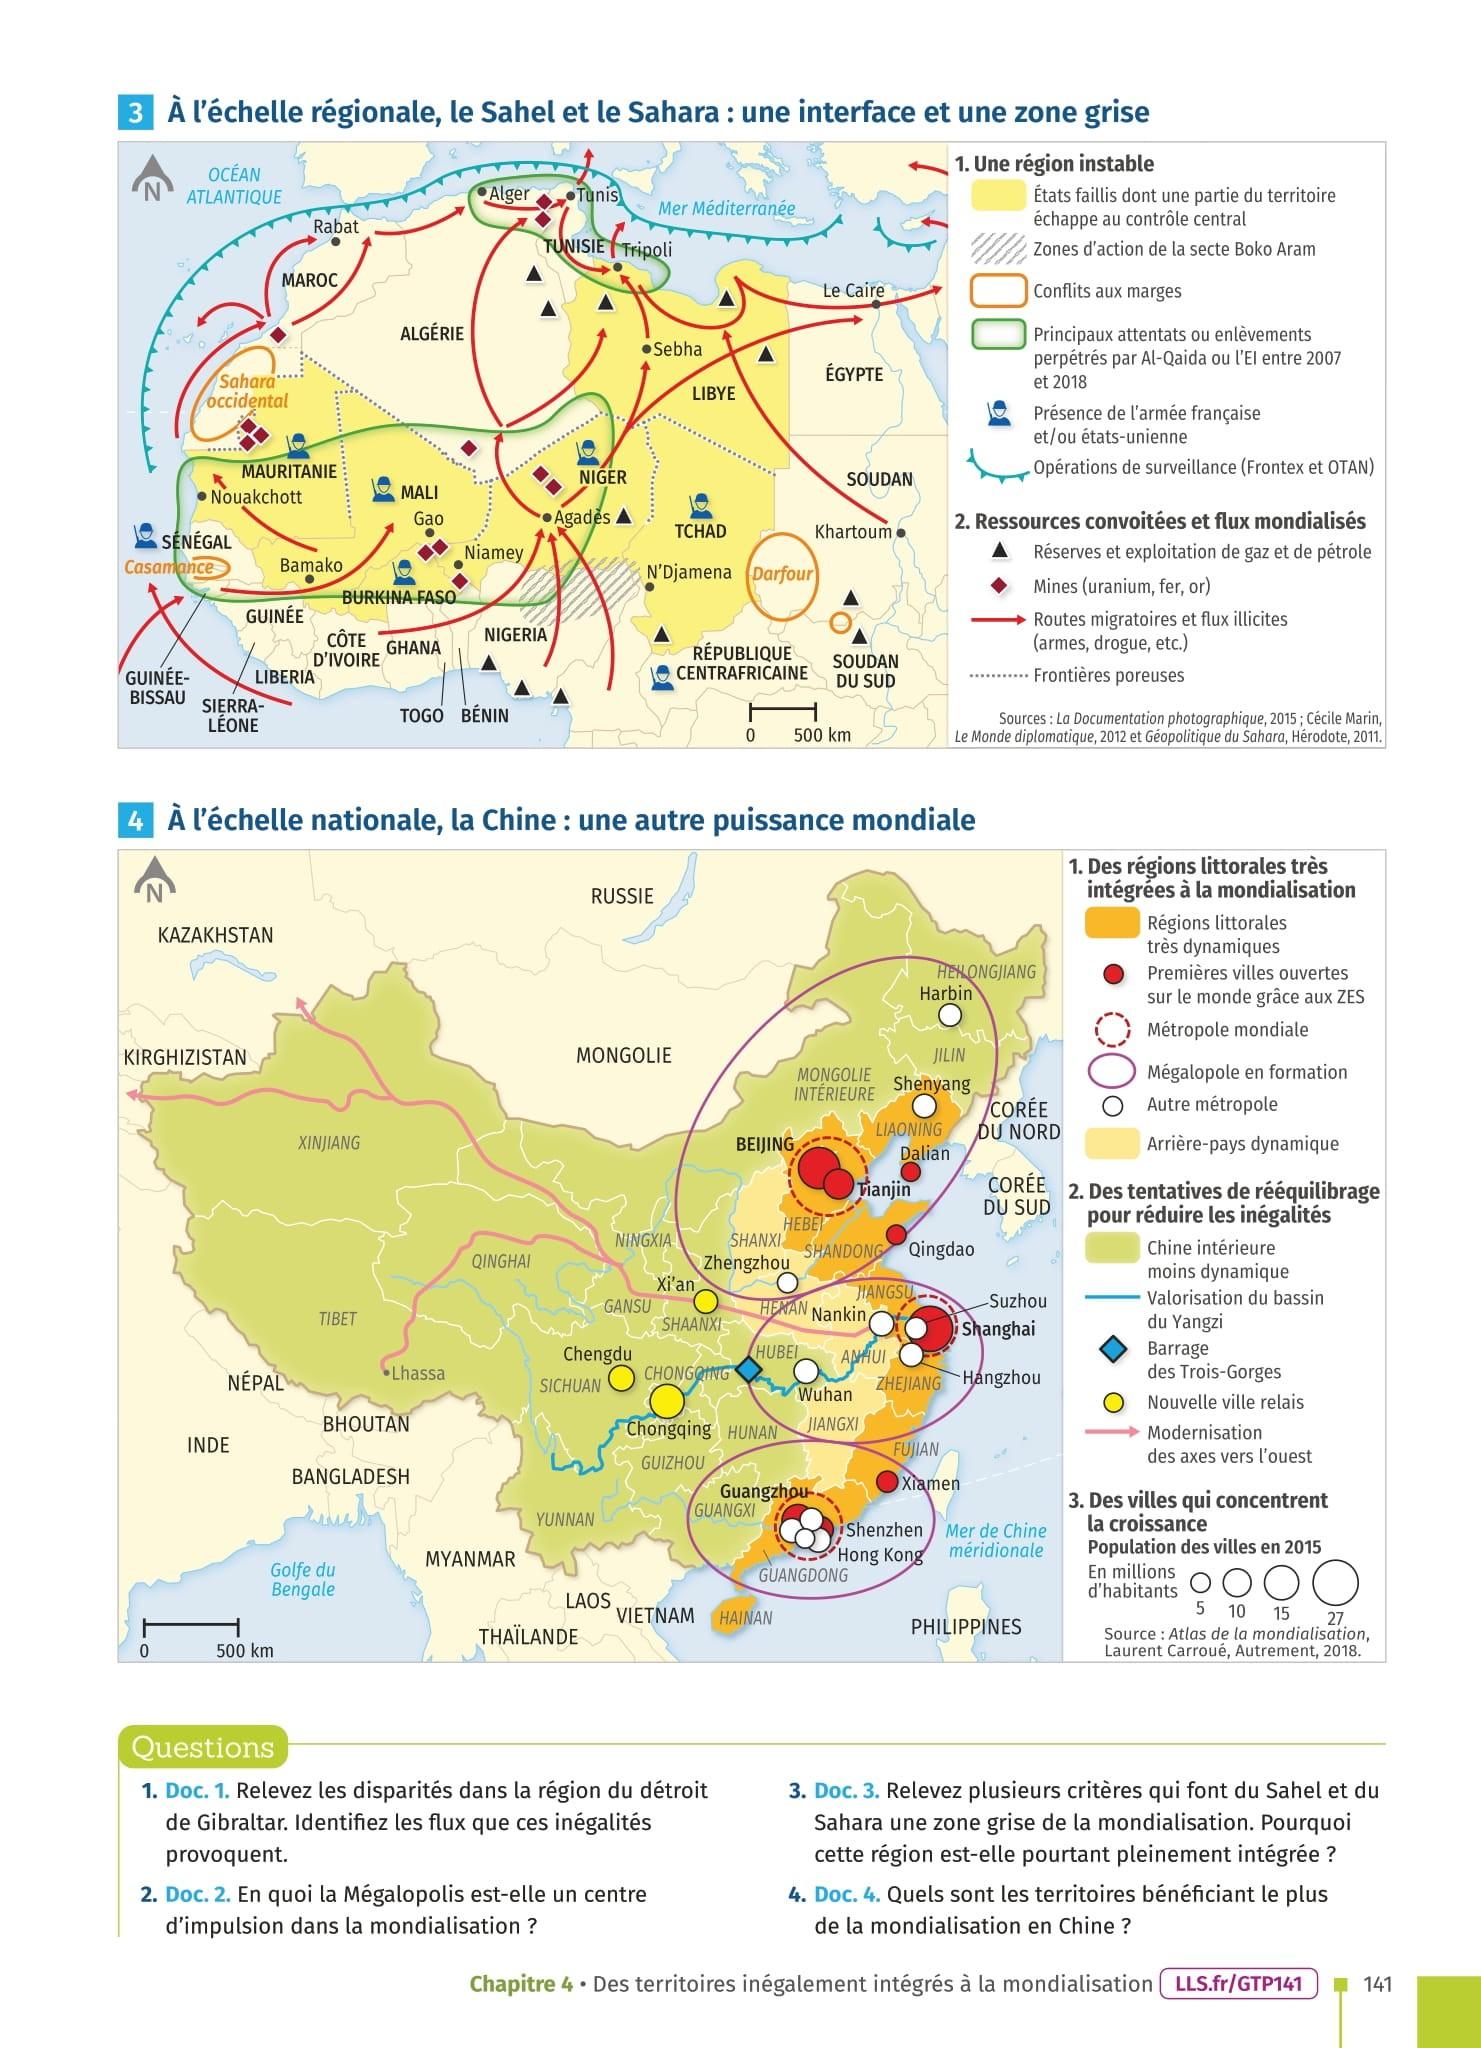 3 À l'échelle régionale, le Sahel et le Sahara : une interface et une zone grise
N
OCÉAN
ATLANTIQUE
Alger
Tunis
Mer Méditerranée
Rabat
TUNISIE
Tripoli
MAROC
Le Caire
ALGÉRIE
Sebha
ÉGYPTE
Sahara
occidental
LIBYE
MAURITANIE
NIGER
SOUDAN
Nouakchott
MALI
Gao
Agadès
TCHAD
Khartoum
SÉNÉGAL
Casamance
Bamako
Niamey
N'Djamena
Darfour
BURKINA FASO
GUINÉE
CÔTE
D'IVOIRE
GHANA
NIGERIA
RÉPUBLIQUE
CENTRAFRICAINE
SOUDAN
DU SUD
GUINÉE-
BISSAU
LIBERIA
SIERRA-
LÉONE
TOGO
BÉNIN
0 500 km
1. Une région instable
États faillis dont une partie du territoire
échappe au contrôle central
Zones d'action de la secte Boko Aram
Conflits aux marges
Principaux attentats ou enlèvements
perpétrés par Al-Qaida ou l'EI entre 2007
et 2018
Présence de l'armée française
et/ou états-unienne
Opérations de surveillance (Frontex et OTAN)
2. Ressources convoitées et flux mondialisés
Réserves et exploitation de gaz et de pétrole
Mines (uranium, fer, or)
Routes migratoires et flux illicites
(armes, drogue, etc.)
Frontières poreuses
Sources : La Documentation photographique, 2015 ; Cécile Marin,
Le Monde diplomatique, 2012 et Géopolitique du Sahara, Hérodote, 2011.
4 À l'échelle nationale, la Chine : une autre puissance mondiale
N
RUSSIE
KAZAKHSTAN
HEILONGJIANG
Harbin
KIRGHIZISTAN
MONGOLIE
JILIN
MONGOLIE
INTÉRIEURE
Shenyang
CORÉE
DU NORD
LIAONING
XINJIANG
BEIJING
Dalian
Tianjin
CORÉE
DU SUD
HEBEI
NINGXIA
SHANXI
SHANDONG
Qingdao
QINGHAI
Zhengzhou
Xi'an
JIANGSU
Suzhou
GANSU
HENAN
Nankin
TIBET
SHAANXI
Shanghai
Chengdu
HUBEI
ANHUI
Lhassa
SICHUAN
CHONGQING
Wuhan
ZHEJIANG
Hangzhou
NÉPAL
BHOUTAN
Chongqing
HUNAN
JIANGXI
INDE
GUIZHOU
FUJIAN
BANGLADESH
Guangzhou
Xiamen
GUANGXI
YUNNAN
Shenzhen
Mer de Chine
méridionale
Hong Kong
MYANMAR
GUANGDONG
Golfe du
Bengale
LAOS
VIETNAM
HAINAN
PHILIPPINES
THAÏLANDE
0 500 km
1. Des régions littorales très
intégrées à la mondialisation
Régions littorales
très dynamiques
Premières villes ouvertes
sur le monde grâce aux ZES
Métropole mondiale
Mégalopole en formation
Autre métropole
Arrière-pays dynamique
2. Des tentatives de rééquilibrage
pour réduire les inégalités
Chine intérieure
moins dynamique
Valorisation du bassin
du Yangzi
Barrage
des Trois-Gorges
Nouvelle ville relais
Modernisation
des axes vers l'ouest
3. Des villes qui concentrent
la croissance
Population des villes en 2015
En millions
d'habitants
5 10 15 27
Source : Atlas de la mondialisation,
Laurent Carroué, Autrement, 2018.
Questions
1. Doc. 1. Relevez les disparités dans la région du détroit
de Gibraltar. Identifiez les flux que ces inégalités
provoquent.
2. Doc. 2. En quoi la Mégalopolis est-elle un centre
d'impulsion dans la mondialisation ?
3. Doc. 3. Relevez plusieurs critères qui font du Sahel et du
Sahara une zone grise de la mondialisation. Pourquoi
cette région est-elle pourtant pleinement intégrée ?
4. Doc. 4. Quels sont les territoires bénéficiant le plus
de la mondialisation en Chine ?
Chapitre 4 • Des territoires inégalement intégrés à la mondialisation LLS.fr/GTP141 141